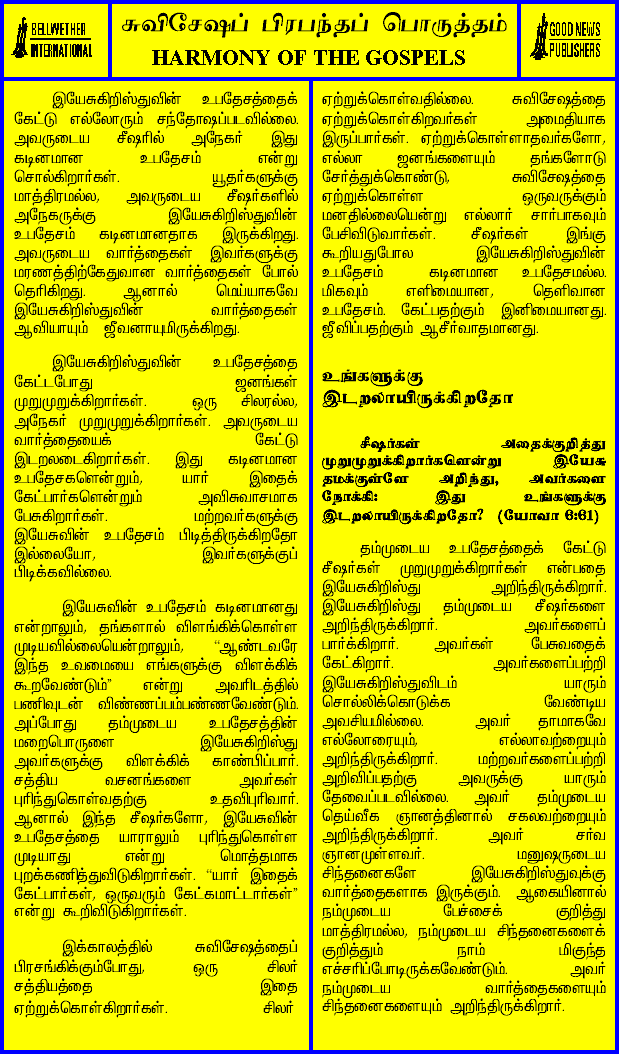 BELLWETHER
INTERNATIONAL
சுவிசேஷப் பிரபந்தப் பொருத்தம்
HARMONY OF THE GOSPELS
GOOD NEWS
PUBLISHERS
இயேசுகிறிஸ்துவின் உபதேசத்தைக்
கேட்டு எல்லோரும் சந்தோஷப்படவில்லை.
அவருடைய சீஷரில் அநேகர் இது
கடினமான உபதேசம் என்று
சொல்கிறார்கள். யூதர்களுக்கு
மாத்திரமல்ல, அவருடைய சீஷர்களில்
அநேகருக்கு இயேசுகிறிஸ்துவின்
உபதேசம் கடினமானதாக இருக்கிறது.
அவருடைய வார்த்தைகள் இவர்களுக்கு
மரணத்திற்கேதுவான வார்த்தைகள் போல்
தெரிகிறது. ஆனால் மெய்யாகவே
இயேசுகிறிஸ்துவின் வார்த்தைகள்
ஆவியாயும் ஜீவனாயுமிருக்கிறது.
இயேசுகிறிஸ்துவின் உபதேசத்தை
கேட்டபோது ஜனங்கள்
முறுமுறுக்கிறார்கள். ஒரு சிலரல்ல,
அநேகர் முறுமுறுக்கிறார்கள். அவருடைய
வார்த்தையைக் கேட்டு
இடறலடைகிறார்கள். இது கடினமான
உபதேசகளென்றும், யார் இதைக்
கேட்பார்களென்றும் அவிசுவாசமாக
பேசுகிறார்கள். மற்றவர்களுக்கு
இயேசுவின் உபதேசம் பிடித்திருக்கிறதோ
இல்லையோ, இவர்களுக்குப்
பிடிக்கவில்லை.
இயேசுவின் உபதேசம் கடினமானது
என்றாலும், தங்களால் விளங்கிக்கொள்ள
முடியவில்லையென்றாலும், “ஆண்டவரே
இந்த உவமையை எங்களுக்கு விளக்கிக்
கூறவேண்டும்” என்று அவரிடத்தில்
பணிவுடன் விண்ணப்பம்பண்ணவேண்டும்.
அப்போது தம்முடைய உபதேசத்தின்
மறைபொருளை இயேசுகிறிஸ்து
அவர்களுக்கு விளக்கிக் காண்பிப்பார்.
சத்திய வசனங்களை அவர்கள்
புரிந்துகொள்வதற்கு உதவிபுரிவார்.
ஆனால் இந்த சீஷர்களோ, இயேசுவின்
உபதேசத்தை யாராலும் புரிந்துகொள்ள
முடியாது என்று மொத்தமாக
புறக்கணித்துவிடுகிறார்கள். “யார் இதைக்
கேட்பார்கள், ஒருவரும் கேட்கமாட்டார்கள்”
என்று கூறிவிடுகிறார்கள்.
இக்காலத்தில் சுவிசேஷத்தைப்
பிரசங்கிக்கும்போது, ஒரு சிலர்
சத்தியத்தை இதை
ஏற்றுக்கொள்கிறார்கள். சிலர்
ஏற்றுக்கொள்வதில்லை. சுவிசேஷத்தை
ஏற்றுக்கொள்கிறவர்கள் அமைதியாக
இருப்பார்கள். ஏற்றுக்கொள்ளாதவர்களோ,
எல்லா ஜனங்களையும் தங்களோடு
சேர்த்துக்கொண்டு, சுவிசேஷத்தை
ஏற்றுக்கொள்ள ஒருவருக்கும்
மனதில்லையென்று எல்லார் சார்பாகவும்
பேசிவிடுவார்கள். சீஷர்கள் இங்கு
கூறியதுபோல இயேசுகிறிஸ்துவின்
உபதேசம் கடினமான உபதேசமல்ல.
மிகவும் எளிமையான, தெளிவான
உபதேசம். கேட்பதற்கும் இனிமையானது.
ஜீவிப்பதற்கும் ஆசீர்வாதமானது.
உங்களுக்கு
இடறலாயிருக்கிறதோ
சீஷர்கள் அதைக்குறித்து
முறுமுறுக்கிறார்களென்று இயேசு
தமக்குள்ளே அறிந்து, அவர்களை
நோக்கி: இது உங்களுக்கு
இடறலாயிருக்கிறதோ? (யோவா 6:61)
தம்முடைய உபதேசத்தைக் கேட்டு
சீஷர்கள் முறுமுறுக்கிறார்கள் என்பதை
இயேசுகிறிஸ்து அறிந்திருக்கிறார்.
இயேசுகிறிஸ்து தம்முடைய சீஷர்களை
அறிந்திருக்கிறார். அவர்களைப்
பார்க்கிறார். அவர்கள் பேசுவதைக்
கேட்கிறார். அவர்களைப்பற்றி
இயேசுகிறிஸ்துவிடம் யாரும்
சொல்லிக்கொடுக்க வேண்டிய
அவசியமில்லை. அவர் தாமாகவே
எல்லோரையும், எல்லாவற்றையும்
அறிந்திருக்கிறார். மற்றவர்களைப்பற்றி
அறிவிப்பதற்கு அவருக்கு யாரும்
தேவைப்படவில்லை. அவர் தம்முடைய
தெய்வீக ஞானத்தினால் சகலவற்றையும்
அறிந்திருக்கிறார். அவர் சர்வ
ஞானமுள்ளவர். மனுஷருடைய
சிந்தனைகளே இயேசுகிறிஸ்துவுக்கு
வார்த்தைகளாக இருக்கும். ஆகையினால்
நம்முடைய பேச்சைக் குறித்து
மாத்திரமல்ல, நம்முடைய சிந்தனைகளைக்
குறித்தும் நாம் மிகுந்த
எச்சரிப்போடிருக்கவேண்டும். அவர்
நம்முடைய வார்த்தைகளையும்
சிந்தனைகளையும் அறிந்திருக்கிறார்.